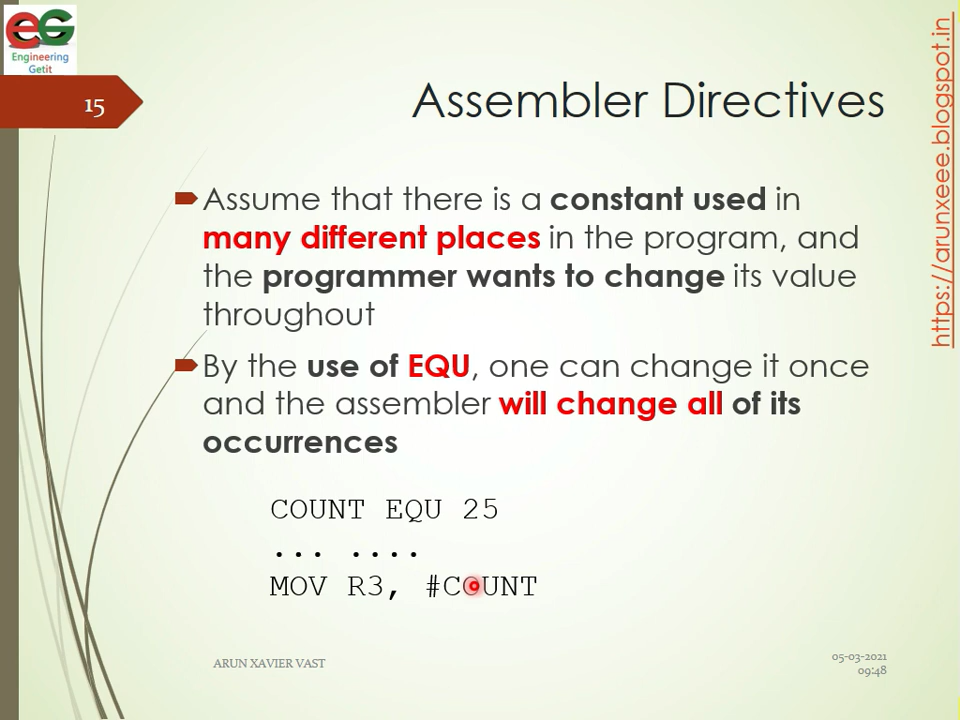 eG
Engineering
Getit
15
Assembler Directives
https://arunxeee.blogspot.in
Assume that there is a constant used in
many different places in the program, and
the programmer wants to change its value
throughout
By the use of EQU, one can change it once
and the assembler will change all of its
occurrences
COUNT EQU 25
... ....
MOV R3, #COUNT
ARUN XAVIER VAST
05-03-2021
09:48